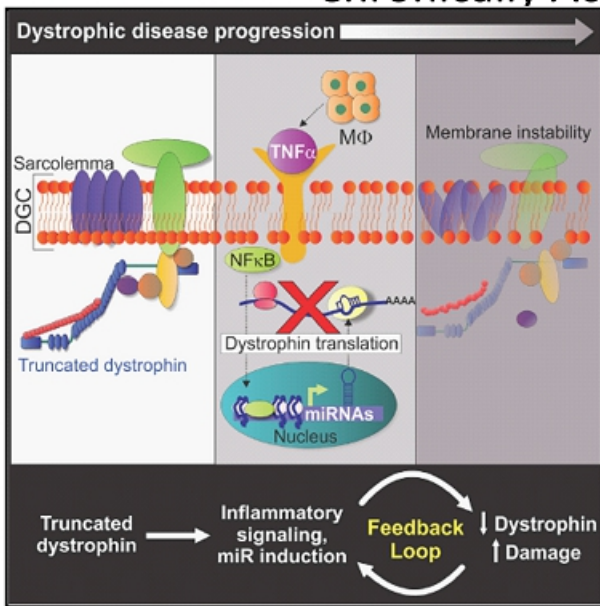 Dystrophic disease progression
Sarcolemma
DGC
Truncated dystrophin
MΦ
TNFα
NFκB
AAAA
Dystrophin translation
miRNAs
Nucleus
Membrane instability
Truncated
dystrophin
Inflammatory
signaling,
miR induction
Feedback
Loop
↓ Dystrophin
↑ Damage